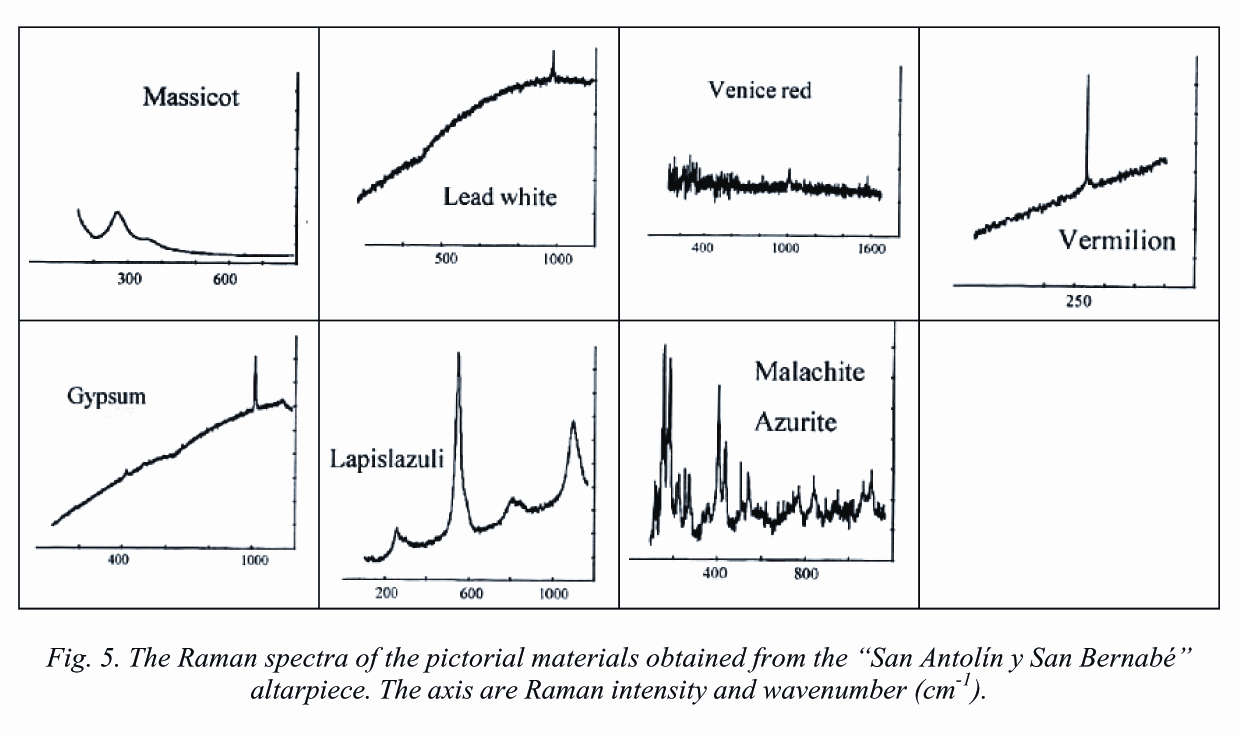 Massicot
300 600
Lead white
500 1000
Venice red
400 1000 1600
Vermilion
250
Gypsum
400 1000
Lapislazuli
200 600 1000
Malachite
Azurite
400 800
Fig. 5. The Raman spectra of the pictorial materials obtained from the “San Antolín y San Bernabé”
altarpiece. The axis are Raman intensity and wavenumber (cm-1).